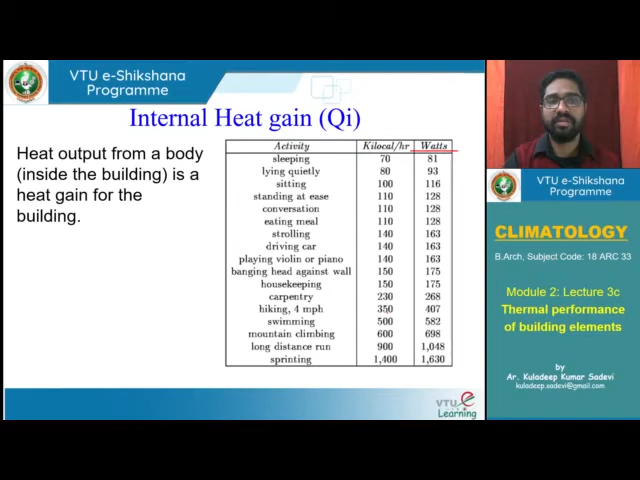 VTU e-Shikshana
Programme
Internal Heat gain (Qi)
Heat output from a body
(inside the building) is a
heat gain for the
building.
Activity Kilocal/hr Watts
sleeping 70 81
lying quietly 80 93
sitting 100 116
standing at ease 110 128
conversation 110 128
eating meal 110 128
strolling 140 163
driving car 140 163
playing violin or piano 140 163
banging head against wall 150 175
housekeeping 150 175
carpentry 230 268
hiking, 4 mph 350 407
swimming 500 582
mountain climbing 600 698
long distance run 900 1,048
sprinting 1,400 1,630
VTU e
Learning
VTU e-Shikshana
Programme
CLIMATOLOGY
B.Arch, Subject Code: 18 ARC 33
Module 2: Lecture 3c
Thermal performance
of building elements
by
Ar. Kuladeep Kumar Sadevi
kuladeep.sadevi@gmail.com